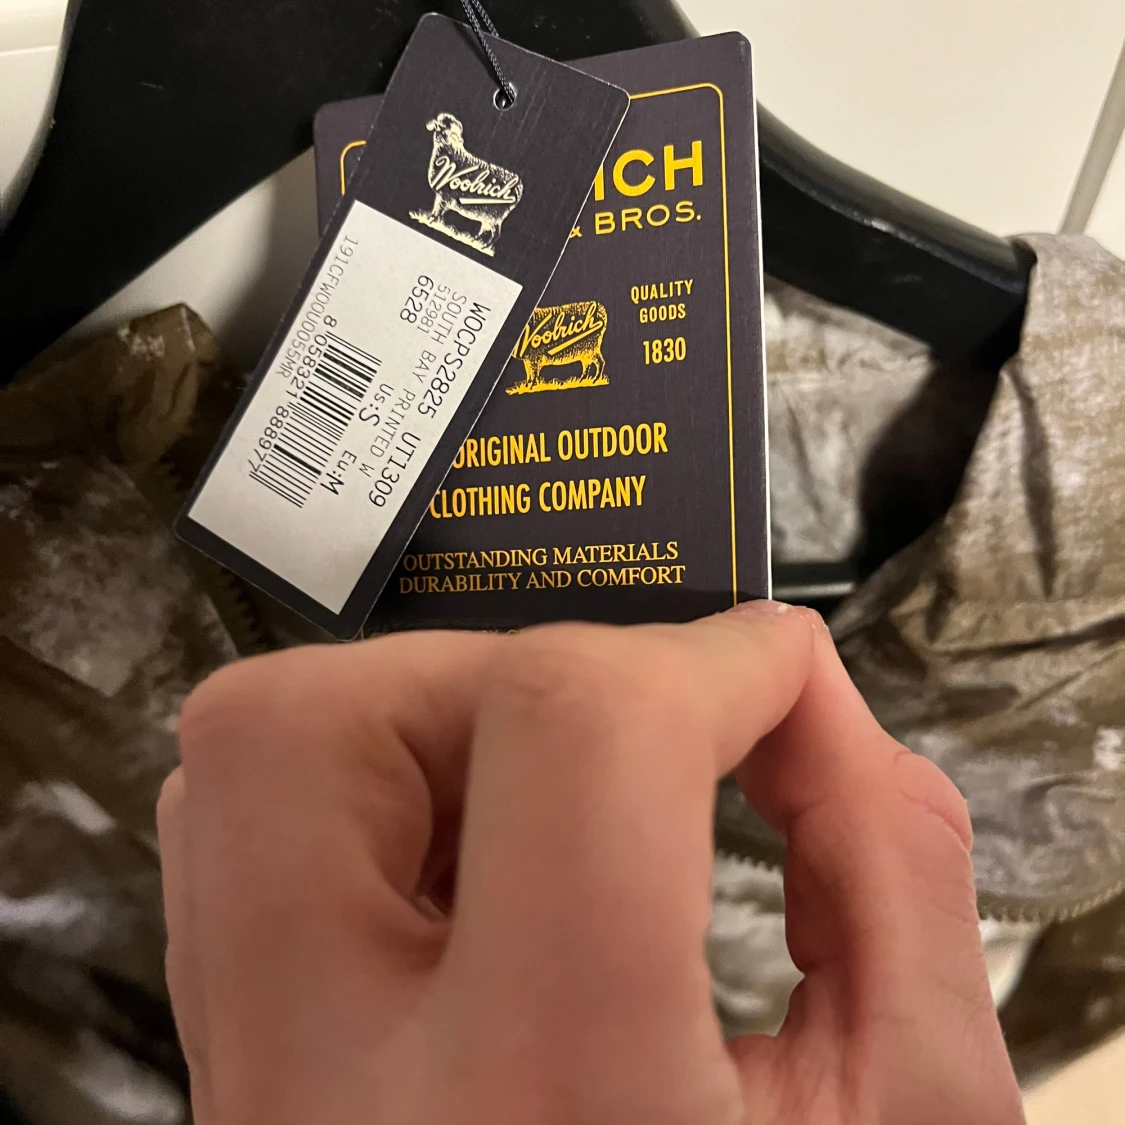 Woolrich
WOCPS2825 UT1309
SOUTH BAY PRINTED W
512981
6528
Us:S Eu:M
8 058321 888977
191CFWOU0055MR
ICH
& BROS.
Woolrich
QUALITY
GOODS
1830
ORIGINAL OUTDOOR
CLOTHING COMPANY
OUTSTANDING MATERIALS
DURABILITY AND COMFORT